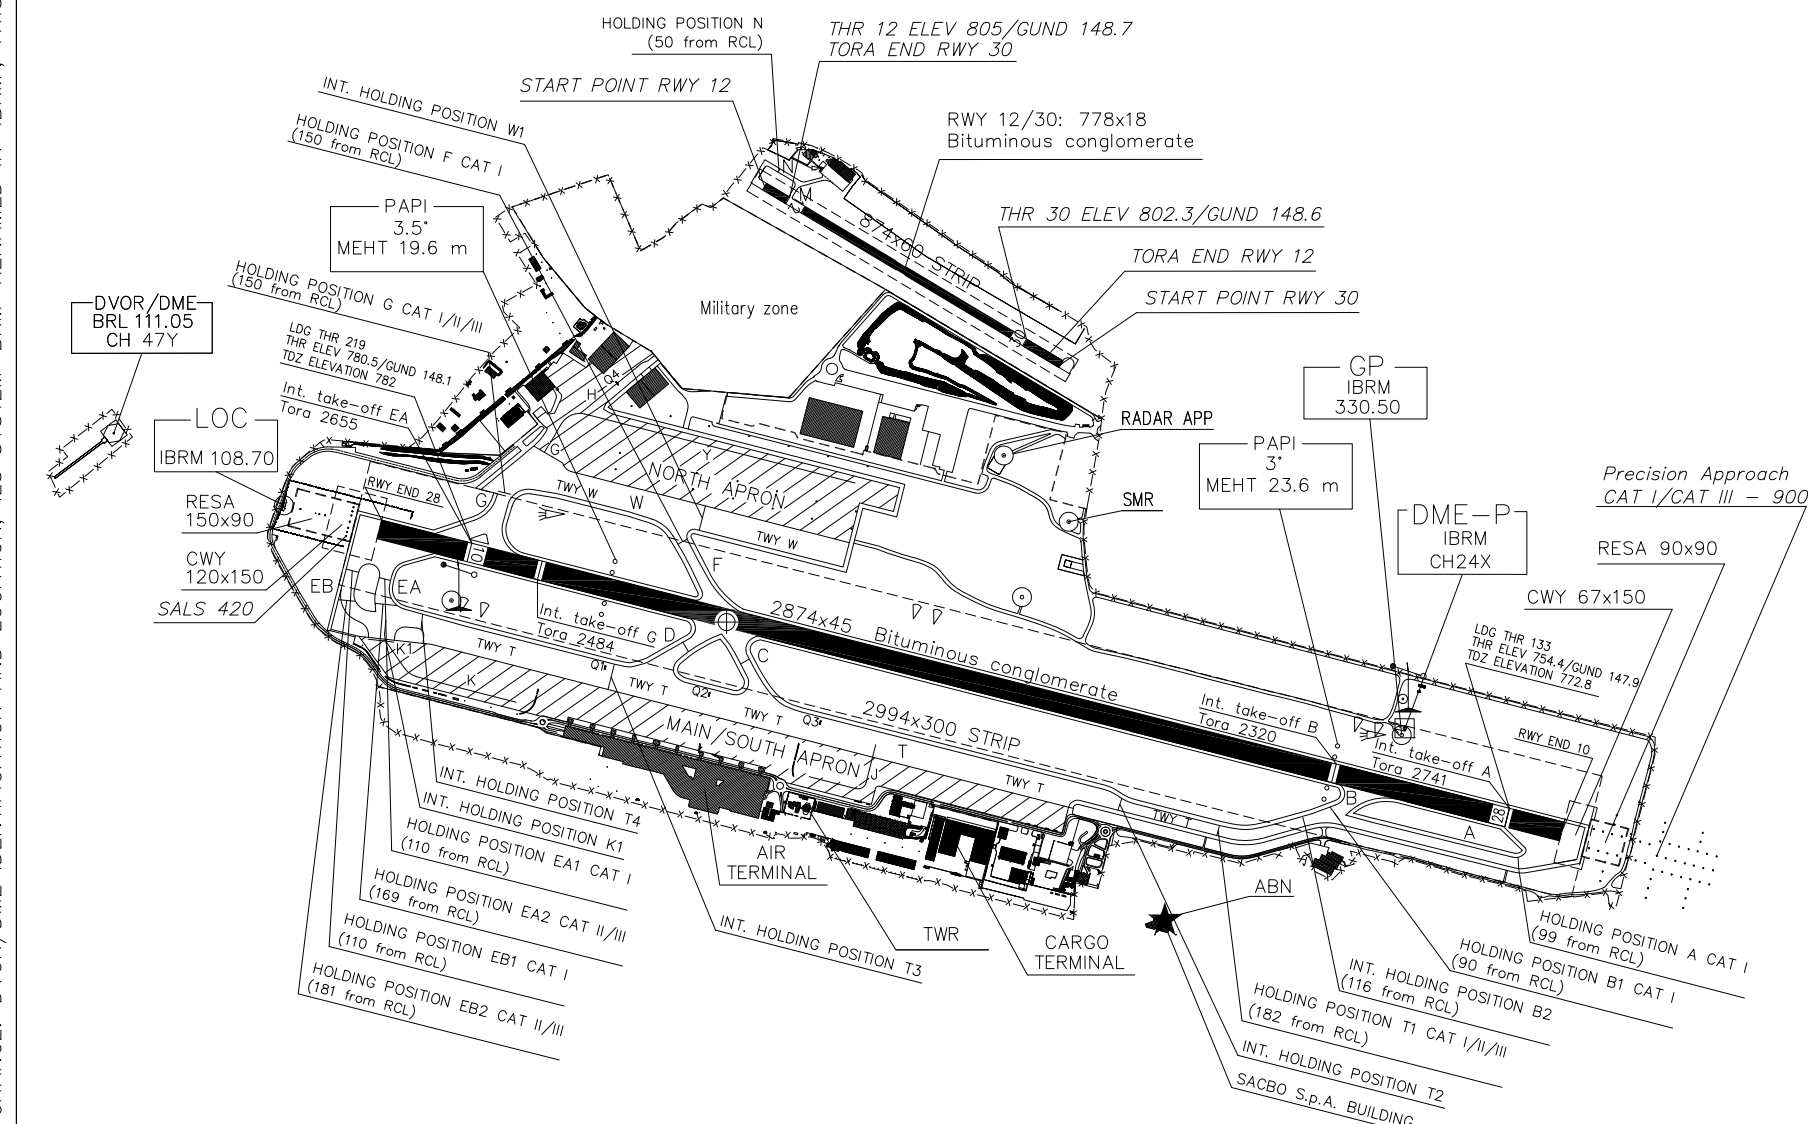 HOLDING POSITION N
(50 from RCL)
THR 12 ELEV 805/GUND 148.7
TORA END RWY 30
START POINT RWY 12
INT. HOLDING POSITION W1
HOLDING POSITION F CAT I
(150 from RCL)
RWY 12/30: 778x18
Bituminous conglomerate
PAPI
3.5°
MEHT 19.6 m
N
M
12
874x60 STRIP
THR 30 ELEV 802.3/GUND 148.6
TORA END RWY 12
START POINT RWY 30
30
HOLDING POSITION G CAT I/II/III
(150 from RCL)
Military zone
DVOR/DME
BRL 111.05
CH 47Y
LDG THR 219
THR ELEV 780.5/GUND 148.1
TDZ ELEVATION 782
Int. take-off EA
Tora 2655
LOC
IBRM 108.70
Q4
H
GP
IBRM
330.50
RADAR APP
PAPI
3°
MEHT 23.6 m
Precision Approach
CAT I/CAT III – 900
G
Y
NORTH APRON
RWY END 28
G
TWY W
W
SMR
RESA
150x90
DME-P
IBRM
CH24X
RESA 90x90
TWY W
10
CWY
120x150
F
EB
EA
CWY 67x150
SALS 420
Int. take-off G
Tora 2484
D
2874x45
Bituminous conglomerate
LDG THR 133
THR ELEV 754.4/GUND 147.9
TDZ ELEVATION 772.8
K1
TWY T
Q1
C
K
TWY T
Q2
Int. take-off B
Tora 2320
TWY T
Q3
2994x300 STRIP
MAIN/SOUTH APRON
J
T
TWY T
Int. take-off A
Tora 2741
RWY END 10
B
28
A
TWY T
INT. HOLDING POSITION T4
INT. HOLDING POSITION K1
HOLDING POSITION EA1 CAT I
(110 from RCL)
HOLDING POSITION EA2 CAT II/III
(169 from RCL)
HOLDING POSITION EB1 CAT I
(110 from RCL)
HOLDING POSITION EB2 CAT II/III
(181 from RCL)
AIR
TERMINAL
INT. HOLDING POSITION T3
TWR
CARGO
TERMINAL
ABN
HOLDING POSITION A CAT I
(99 from RCL)
HOLDING POSITION B1 CAT I
(90 from RCL)
INT. HOLDING POSITION B2
(116 from RCL)
HOLDING POSITION T1 CAT I/II/III
(182 from RCL)
INT. HOLDING POSITION T2
SACBO S.p.A. BUILDING